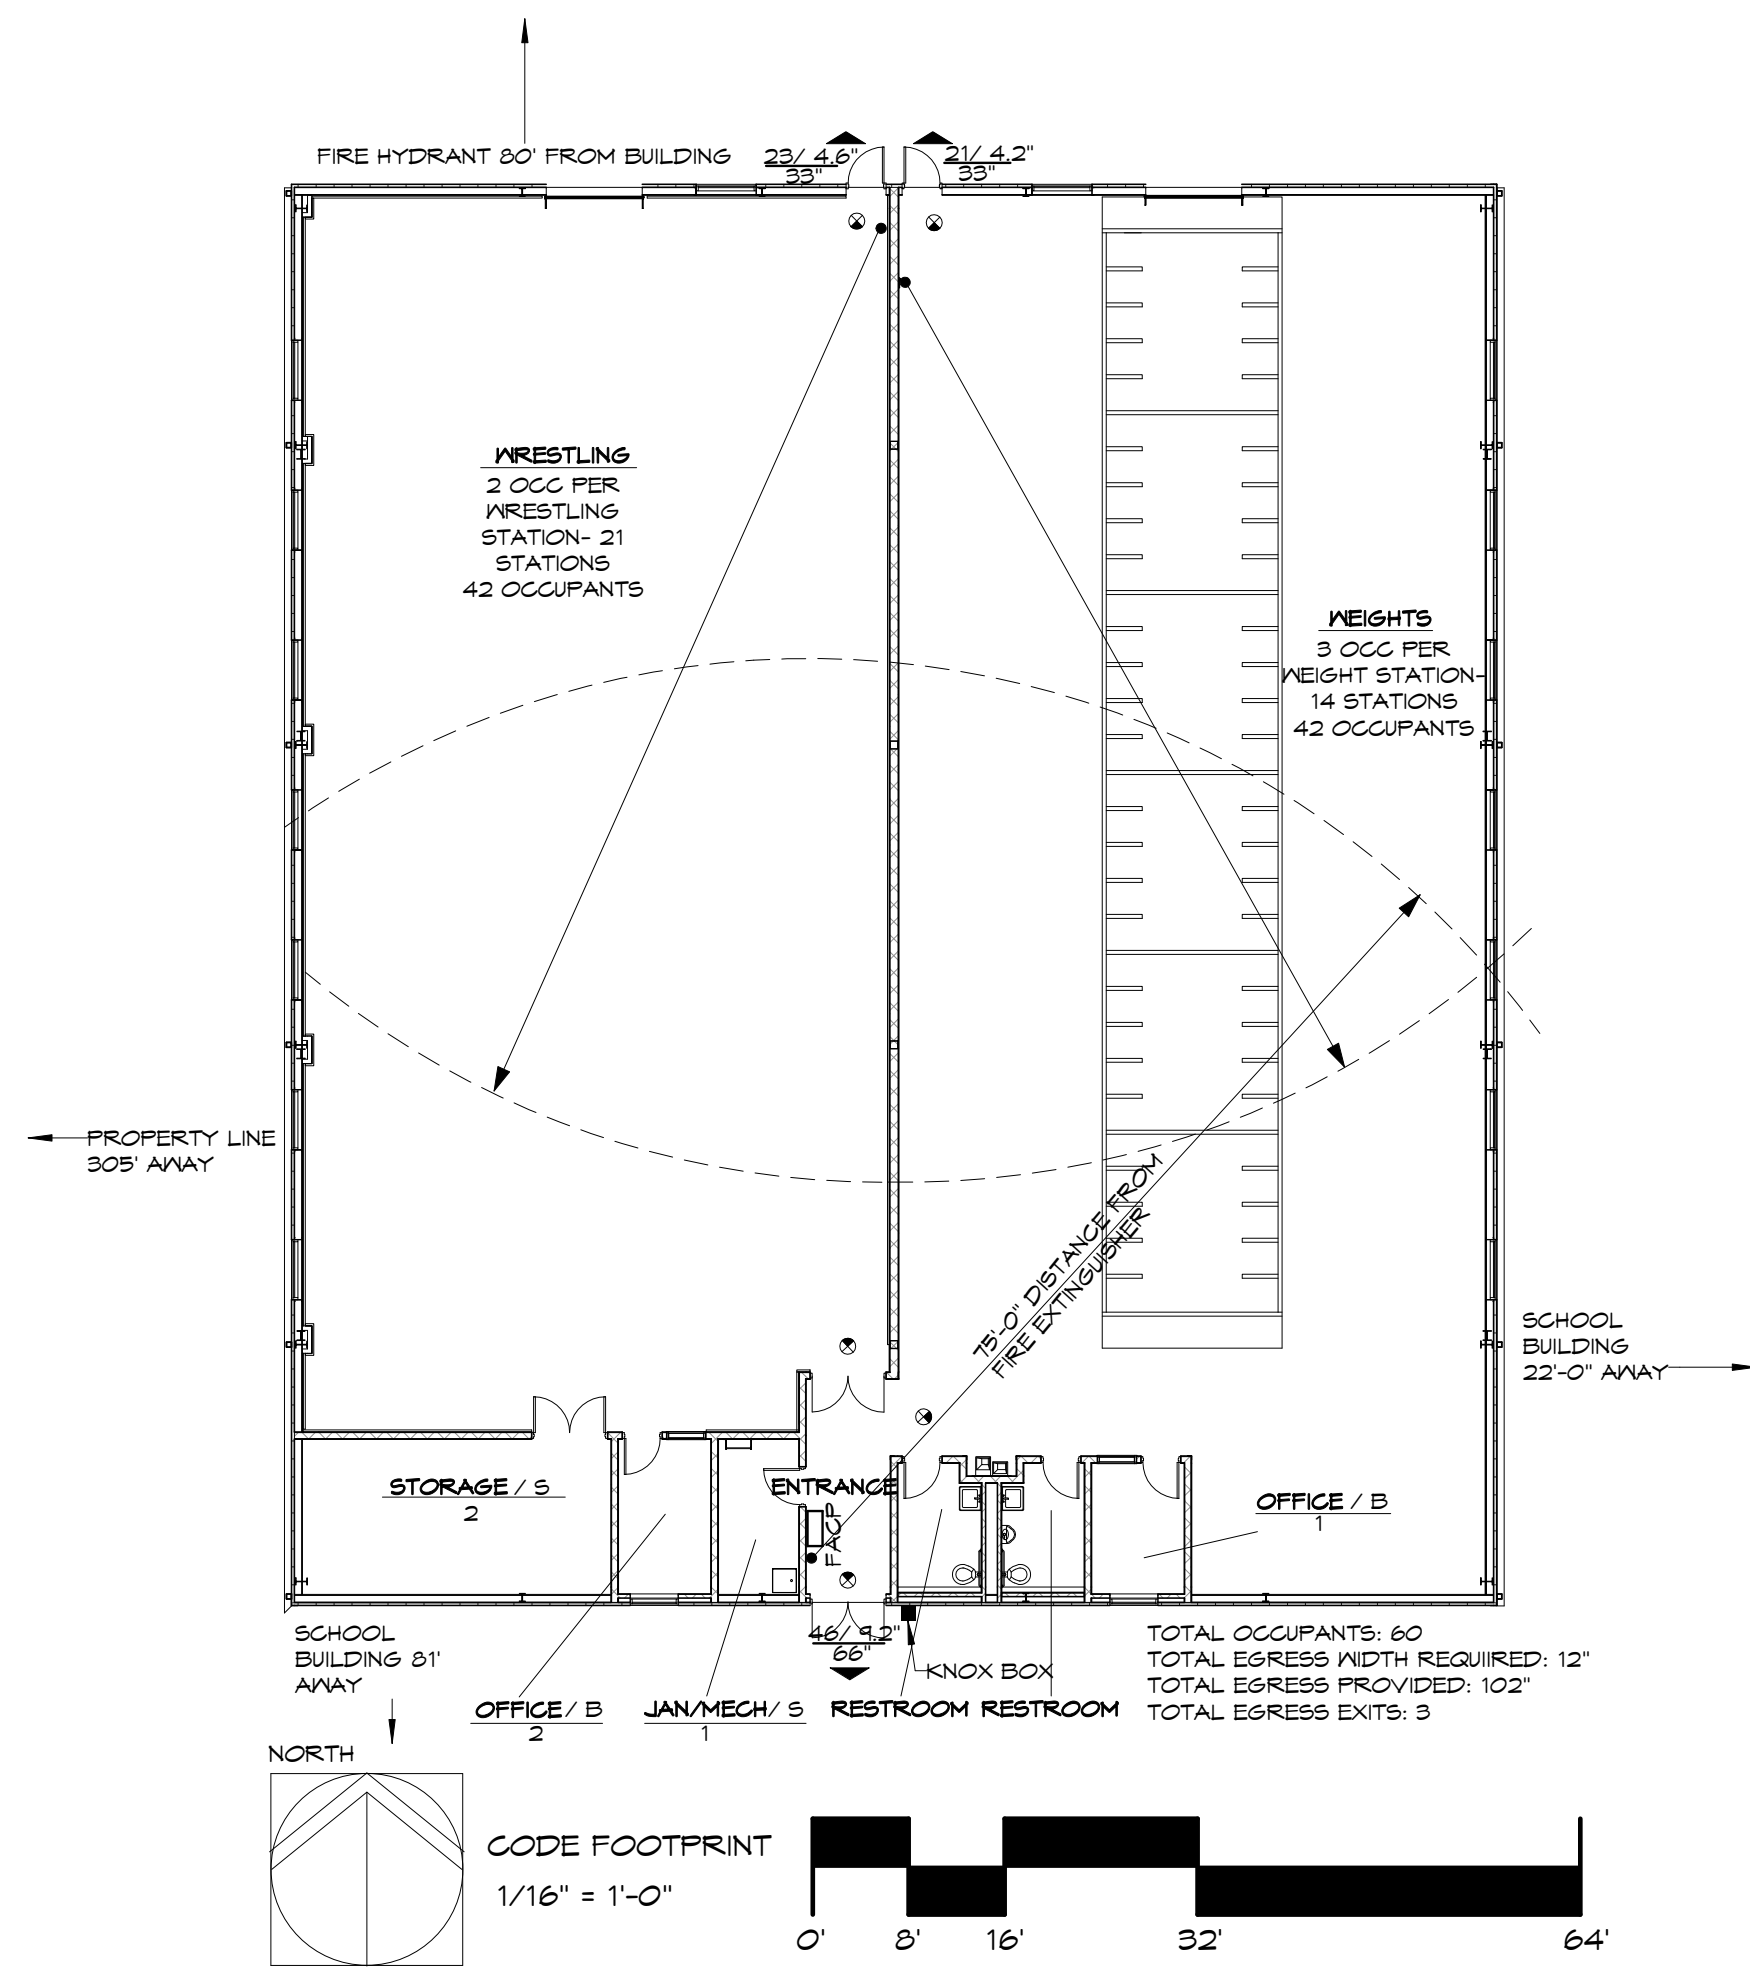 FIRE HYDRANT 80' FROM BUILDING
23/ 4.6"
33"
21/ 4.2"
33"
WRESTLING
2 OCC PER
WRESTLING
STATION- 21
STATIONS
42 OCCUPANTS
WEIGHTS
3 OCC PER
WEIGHT STATION-
14 STATIONS
42 OCCUPANTS
PROPERTY LINE
305' AWAY
75'-0" DISTANCE FROM
FIRE EXTINGUISHER
SCHOOL
BUILDING
22'-0" AWAY
STORAGE / S
2
ENTRANCE
FACP
OFFICE / B
1
SCHOOL
BUILDING 81'
AWAY
46/ 9.2"
66"
KNOX BOX
OFFICE / B
2
JAN/MECH / S
1
RESTROOM
RESTROOM
TOTAL OCCUPANTS: 60
TOTAL EGRESS WIDTH REQUIIRED: 12"
TOTAL EGRESS PROVIDED: 102"
TOTAL EGRESS EXITS: 3
NORTH
CODE FOOTPRINT
1/16" = 1'-0"
0' 8' 16' 32' 64'